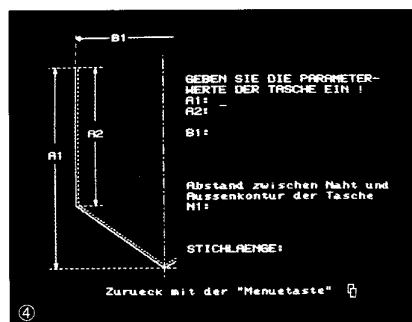 B1
GEBEN SIE DIE PARAMETER-
WERTE DER TASCHE EIN !
A1: _
A2:
B1:
A2
A1
Abstand zwischen Naht und
Aussenkontur der Tasche
N1:
STICHLAENGE:
Zurueck mit der "Menuetaste"
④